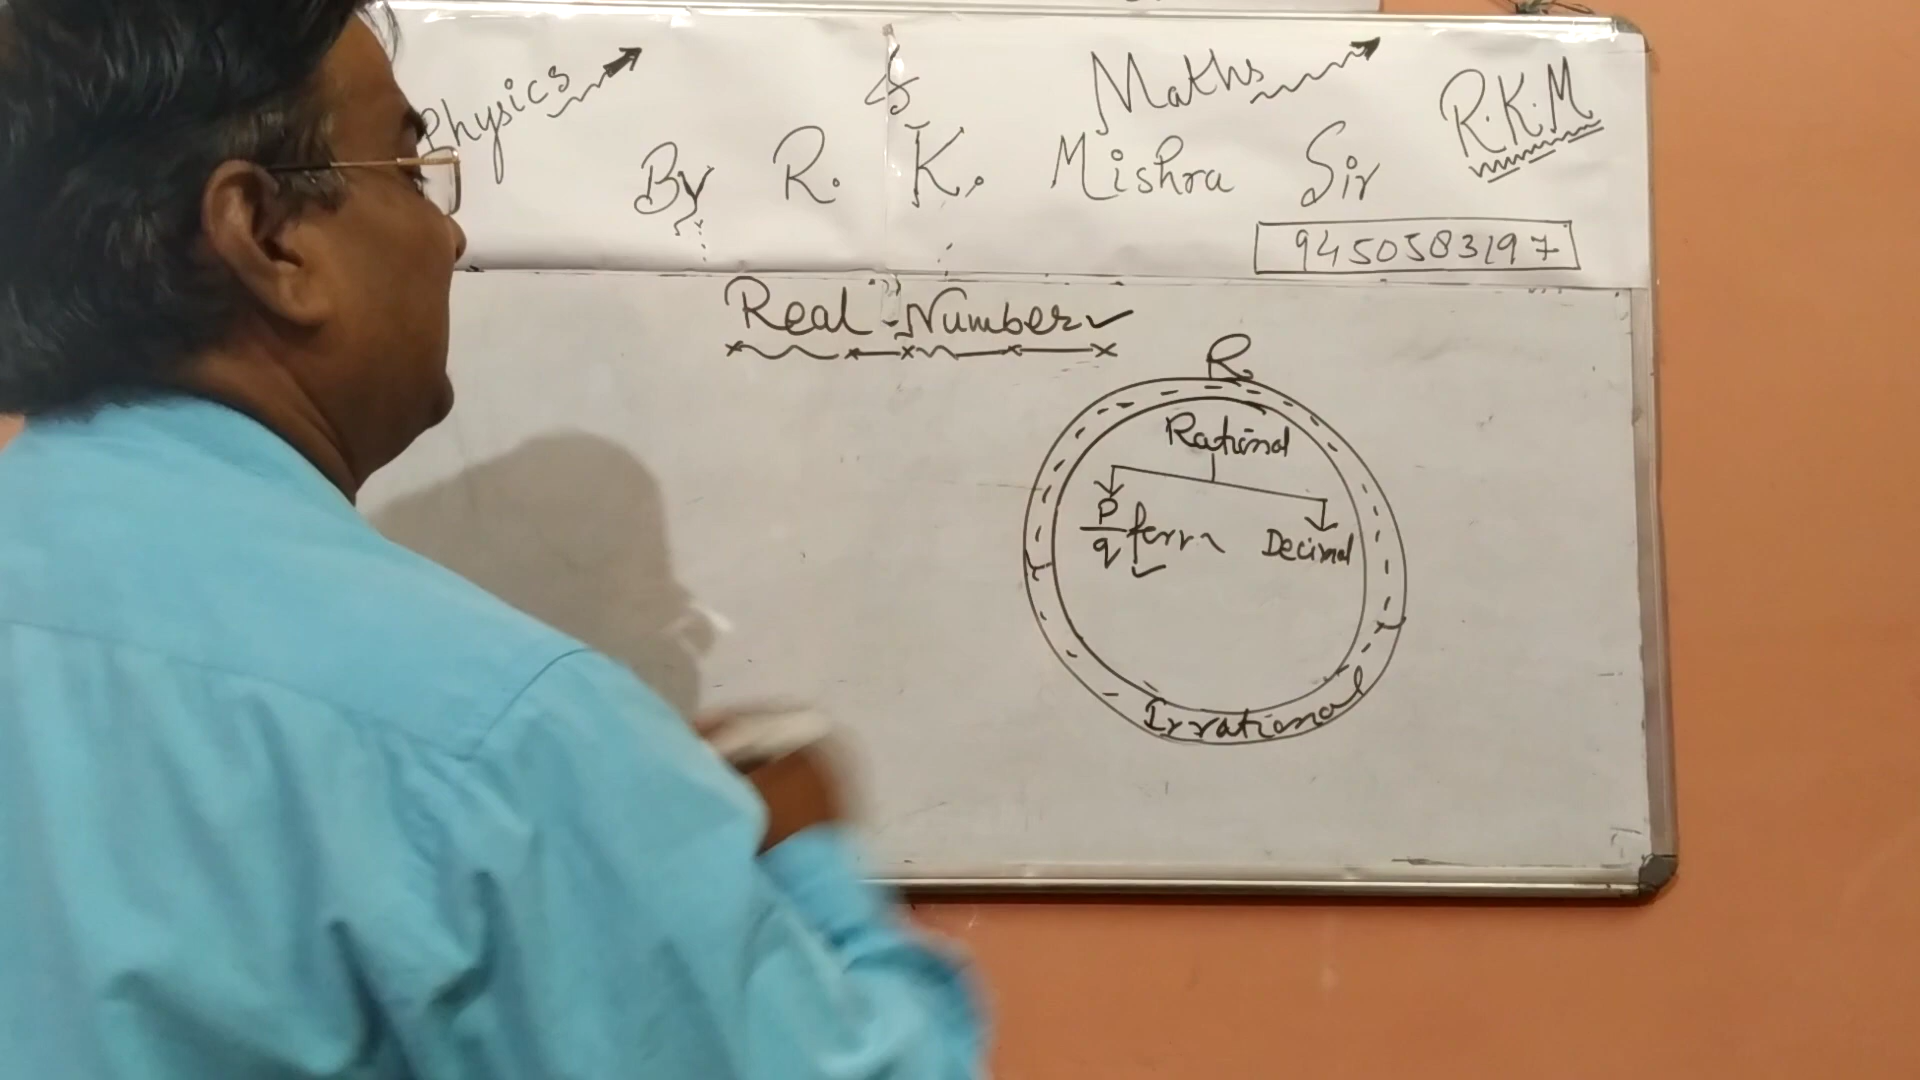 Physics & Maths R.K.M
By R. K. Mishra Sir
9450583197
Real Number
R
Rational
p/q form Decimal
Irrational